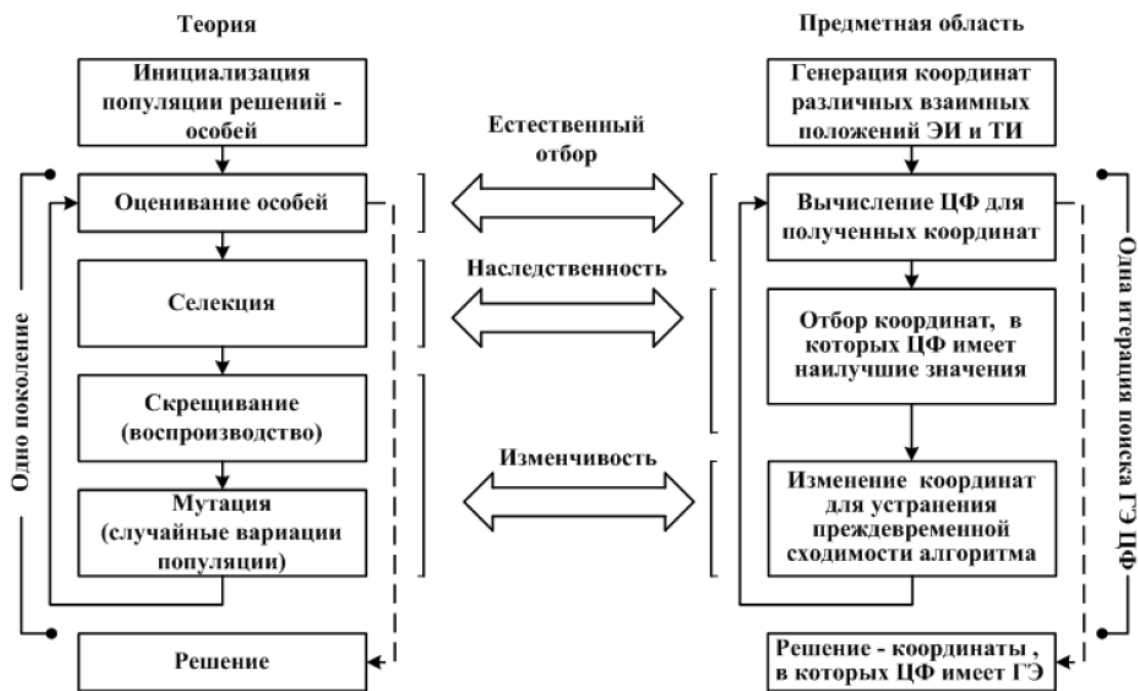 Теория
Инициализация
популяции решений -
особей
Одно поколение
Оценивание особей
Селекция
Скрещивание
(воспроизводство)
Мутация
(случайные вариации
популяции)
Решение
Естественный
отбор
Наследственность
Изменчивость
Предметная область
Генерация координат
различных взаимных
положений ЭИ и ТИ
Вычисление ЦФ для
полученных координат
Отбор координат, в
которых ЦФ имеет
наилучшие значения
Изменение координат
для устранения
преждевременной
сходимости алгоритма
Решение - координаты ,
в которых ЦФ имеет ГЭ
Одна итерация поиска ГЭ ЦФ